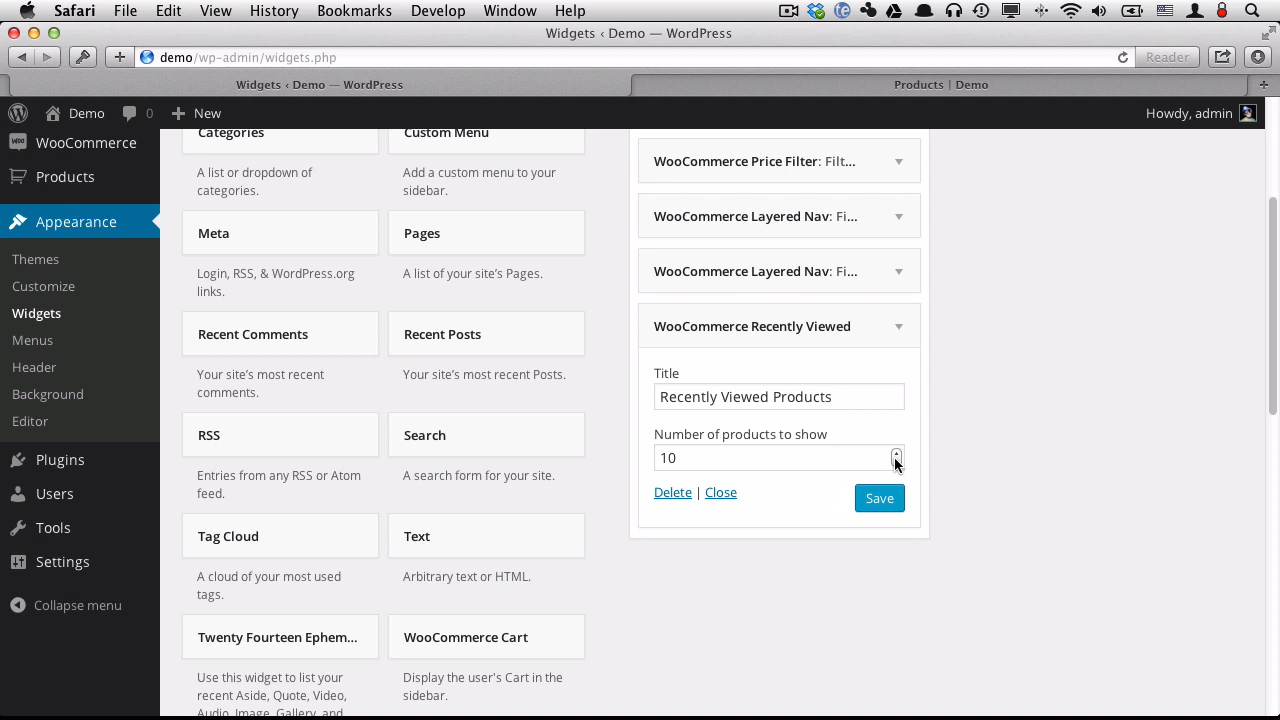 Safari File Edit View History Bookmarks Develop Window Help
Widgets ‹ Demo — WordPress
demo/wp-admin/widgets.php
Reader
Widgets ‹ Demo — WordPress
Products | Demo
Demo 0 New
Howdy, admin
WooCommerce
Products
Appearance
Themes
Customize
Widgets
Menus
Header
Background
Editor
Plugins
Users
Tools
Settings
Collapse menu
Categories
A list or dropdown of
categories.
Custom Menu
Add a custom menu to your
sidebar.
Meta
Login, RSS, & WordPress.org
links.
Pages
A list of your site's Pages.
Recent Comments
Your site's most recent
comments.
Recent Posts
Your site's most recent Posts.
RSS
Entries from any RSS or Atom
feed.
Search
A search form for your site.
Tag Cloud
A cloud of your most used
tags.
Text
Arbitrary text or HTML.
Twenty Fourteen Ephem...
Use this widget to list your
recent Aside, Quote, Video,
Audio, Image, Gallery, and
WooCommerce Cart
Display the user's Cart in the
sidebar.
WooCommerce Price Filter: Filt...
WooCommerce Layered Nav: Fi...
WooCommerce Layered Nav: Fi...
WooCommerce Recently Viewed
Title
Recently Viewed Products
Number of products to show
10
Delete | Close
Save